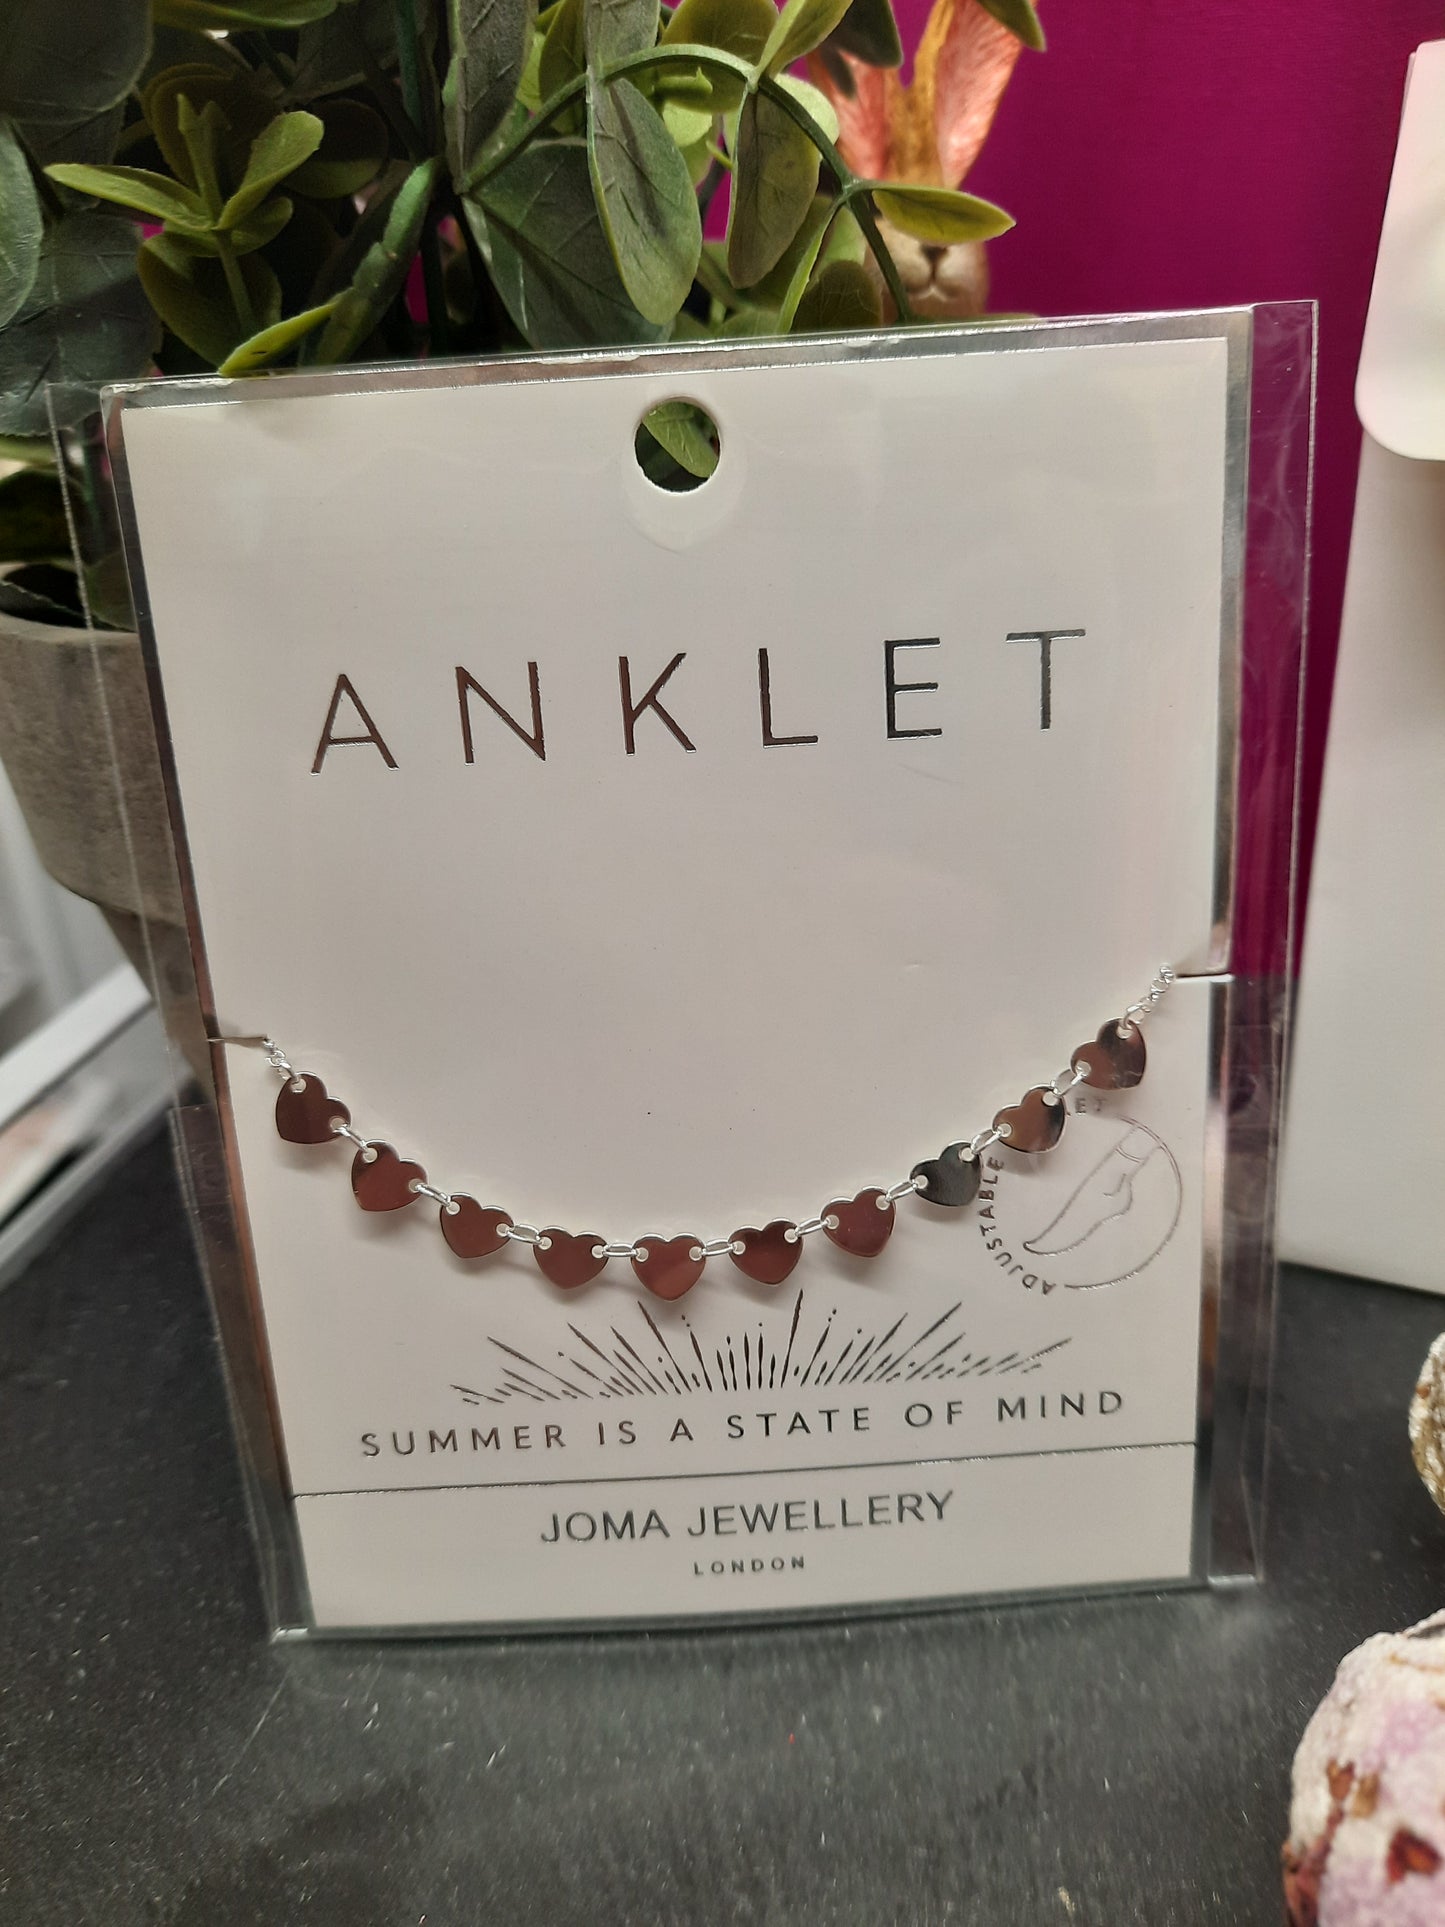 ANKLET
ADJUSTABLE
SUMMER IS A STATE OF MIND
JOMA JEWELLERY
LONDON